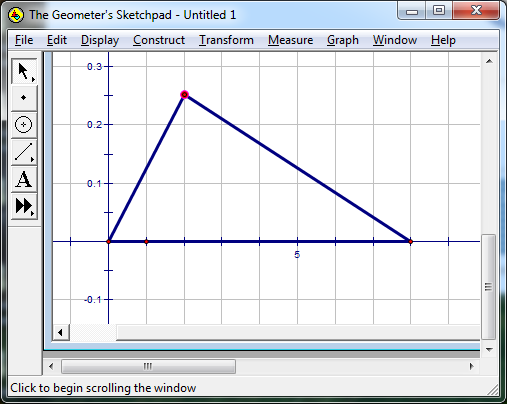 The Geometer's Sketchpad - Untitled 1
File Edit Display Construct Transform Measure Graph Window Help
0.3
0.2
0.1
5
-0.1
A
Click to begin scrolling the window